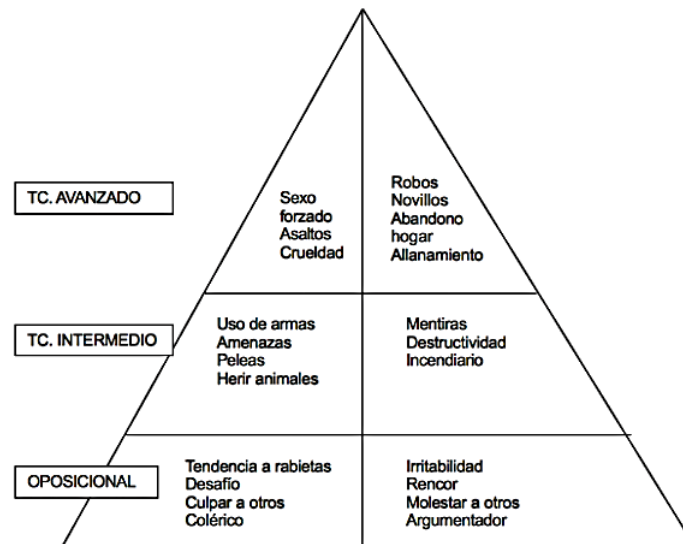 TC. AVANZADO
Sexo
forzado
Asaltos
Crueldad
Robos
Novillos
Abandono
hogar
Allanamiento
TC. INTERMEDIO
Uso de armas
Amenazas
Peleas
Herir animales
Mentiras
Destructividad
Incendiario
OPOSICIONAL
Tendencia a rabietas
Desafío
Culpar a otros
Colérico
Irritabilidad
Rencor
Molestar a otros
Argumentador